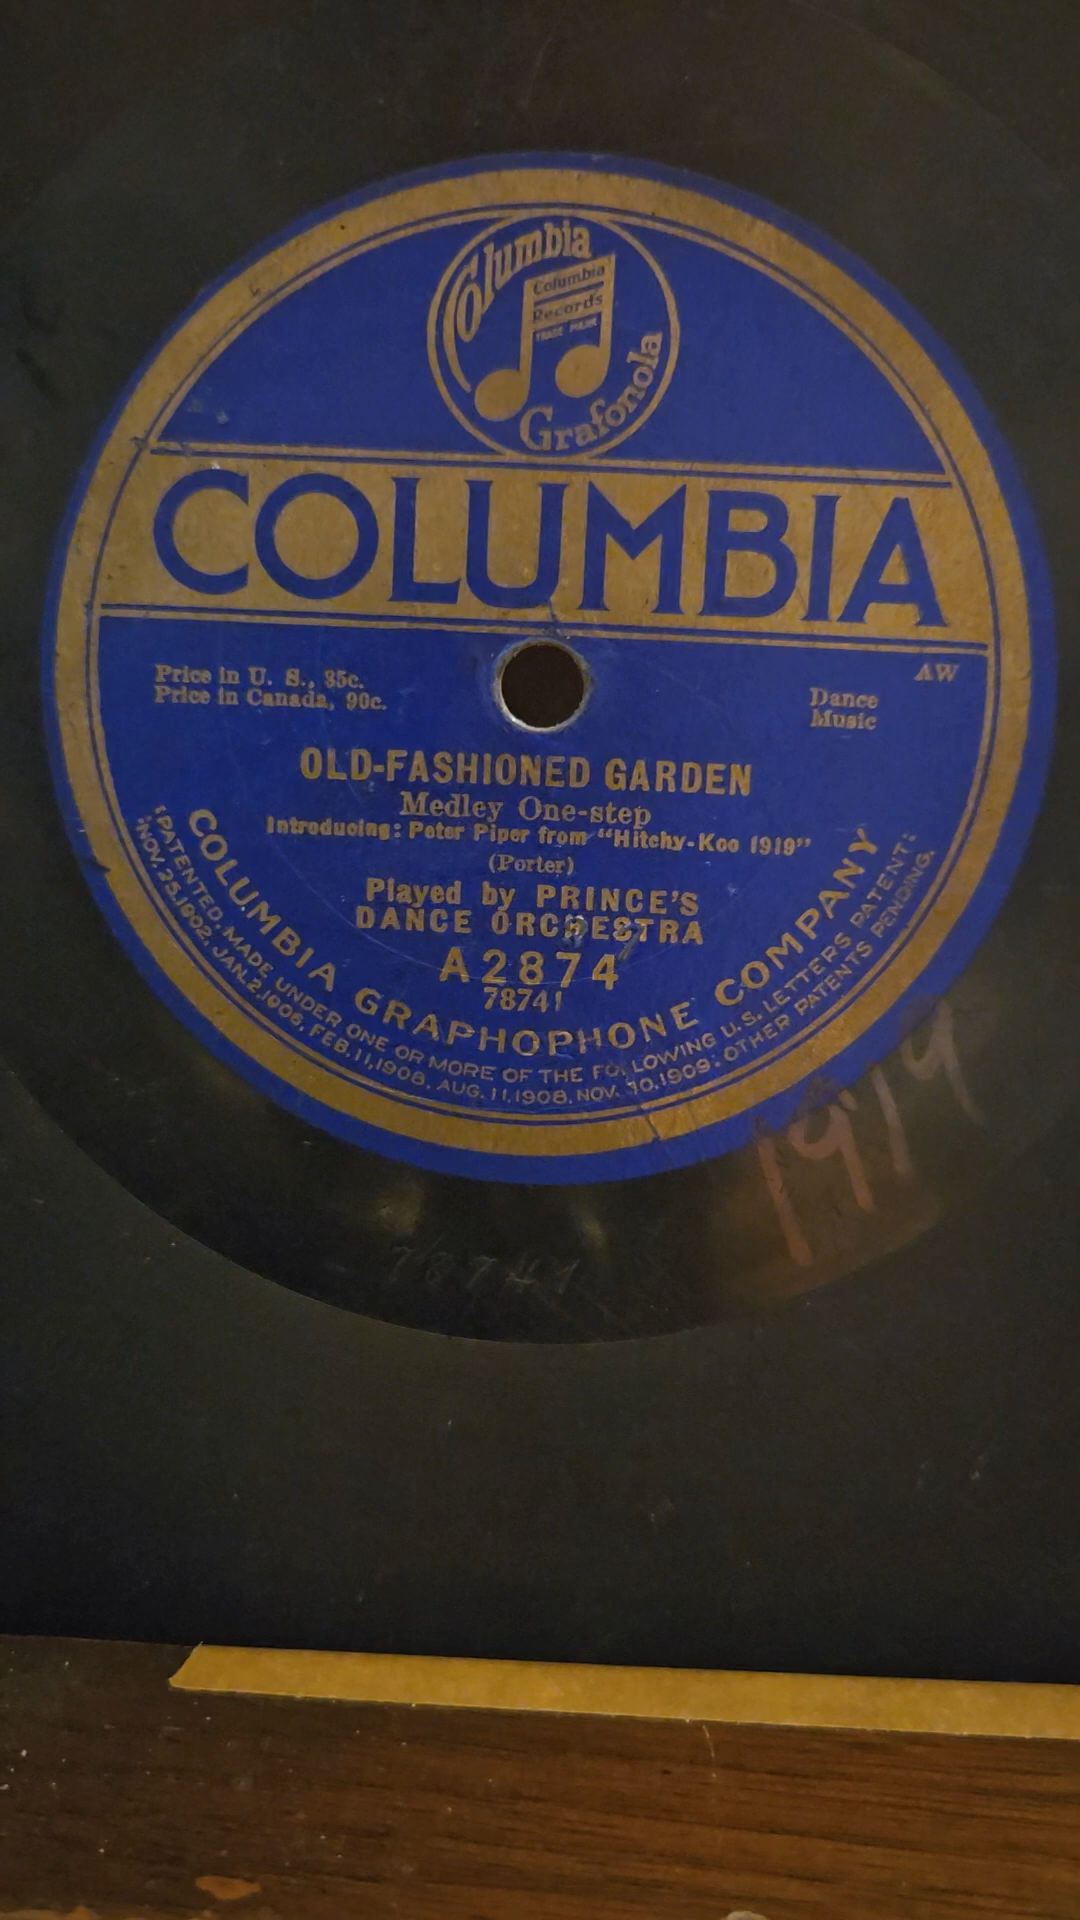 Columbia
Columbia
Records
TRADE MARK
Grafonola
COLUMBIA
Price in U. S., 85c.
Price in Canada, 90c.
AW
Dance
Music
OLD-FASHIONED GARDEN
Medley One-step
Introducing: Peter Piper from "Hitchy-Koo 1919"
(Porter)
Played by PRINCE'S
DANCE ORCHESTRA
A2874
78741
COLUMBIA GRAPHOPHONE COMPANY
:PATENTED. MADE UNDER ONE OR MORE OF THE FOLLOWING U.S. LETTERS PATENT:
:NOV. 25,1902, JAN.2,1906, FEB.11,1908, AUG. 11,1908, NOV. 30,1909: OTHER PATENTS PENDING.
1919
78741